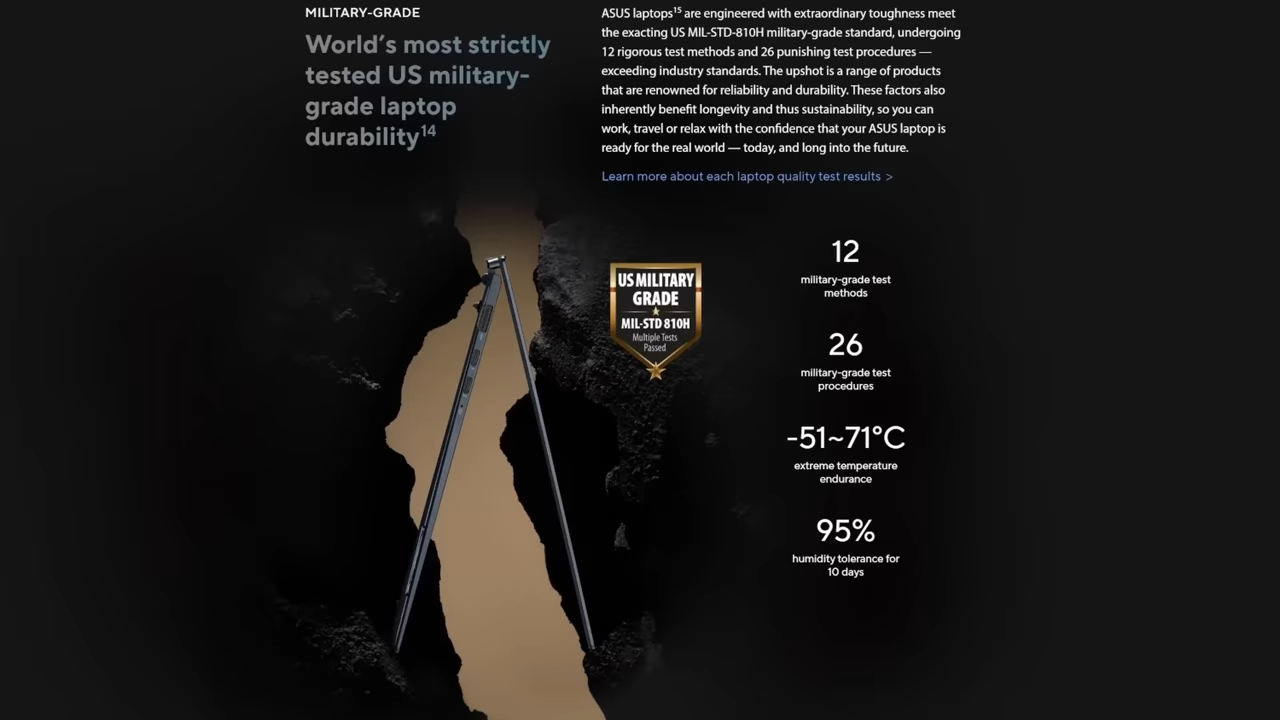 MILITARY-GRADE
World’s most strictly
tested US military-
grade laptop
durability¹⁴
ASUS laptops¹⁵ are engineered with extraordinary toughness meet
the exacting US MIL-STD-810H military-grade standard, undergoing
12 rigorous test methods and 26 punishing test procedures —
exceeding industry standards. The upshot is a range of products
that are renowned for reliability and durability. These factors also
inherently benefit longevity and thus sustainability, so you can
work, travel or relax with the confidence that your ASUS laptop is
ready for the real world — today, and long into the future.
Learn more about each laptop quality test results >
US MILITARY
GRADE
MIL-STD 810H
Multiple Tests
Passed
12
military-grade test
methods
26
military-grade test
procedures
-51~71°C
extreme temperature
endurance
95%
humidity tolerance for
10 days